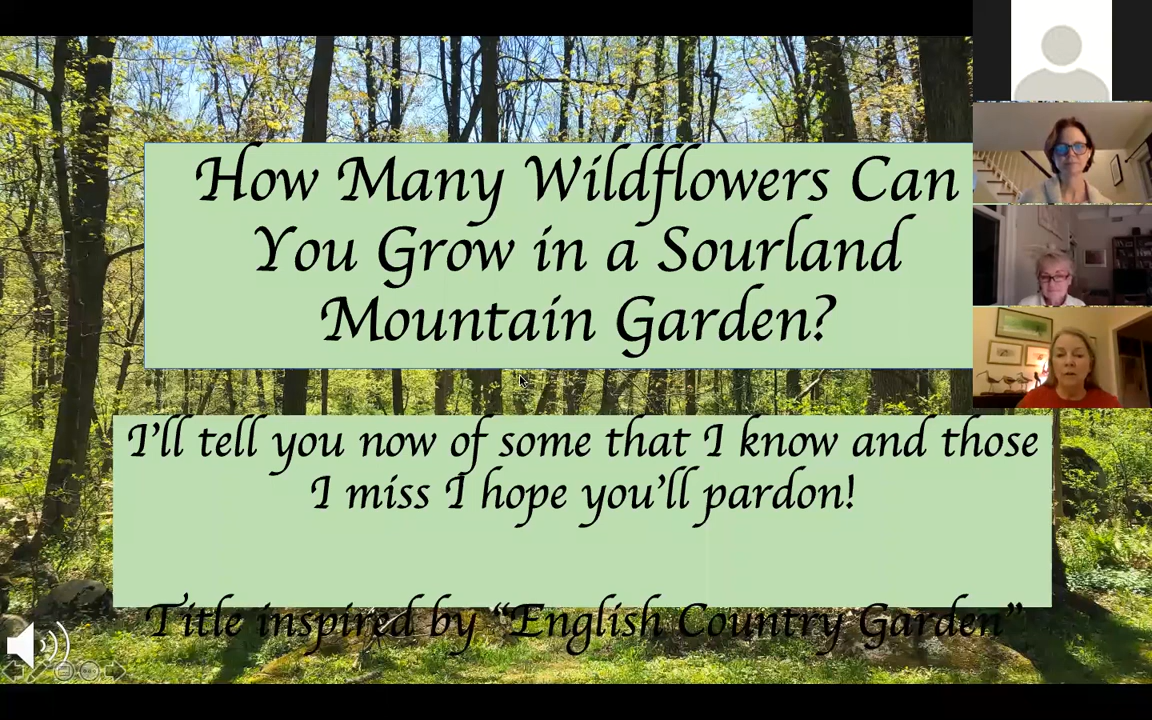 How Many Wildflowers Can
You Grow in a Sourland
Mountain Garden?
I'll tell you now of some that I know and those
I miss I hope you'll pardon!
Title inspired by “English Country Garden”